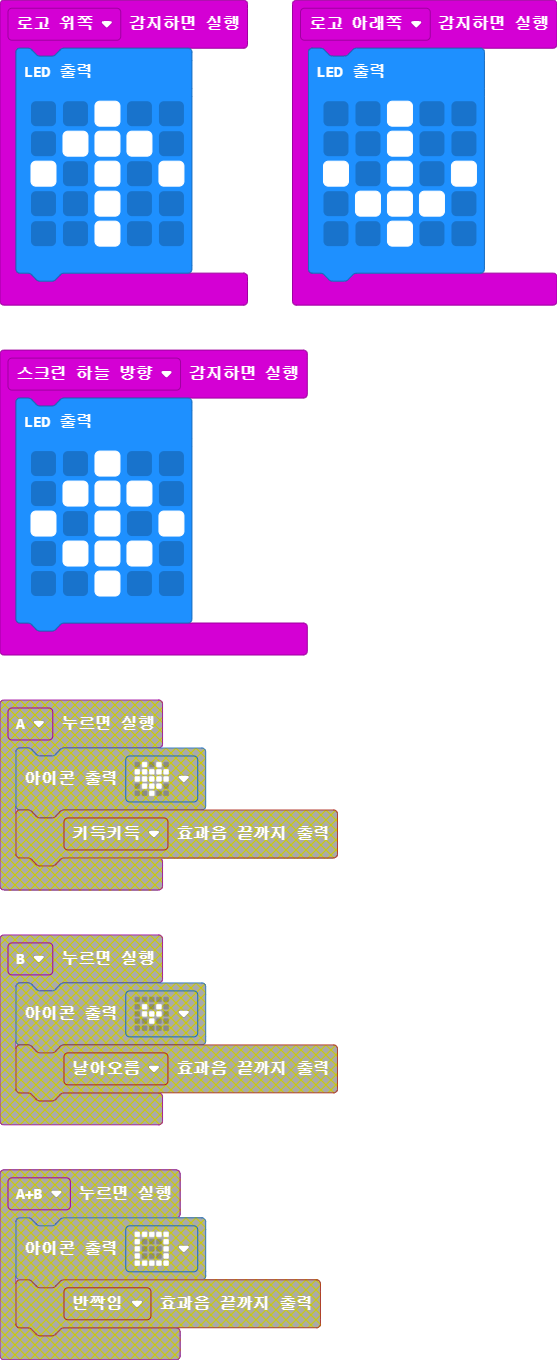 로고 위쪽 감지하면 실행
LED 출력
로고 아래쪽 감지하면 실행
LED 출력
스크린 하늘 방향 감지하면 실행
LED 출력
A 누르면 실행
아이콘 출력
키득키득 효과음 끝까지 출력
B 누르면 실행
아이콘 출력
날아오름 효과음 끝까지 출력
A+B 누르면 실행
아이콘 출력
반짝임 효과음 끝까지 출력